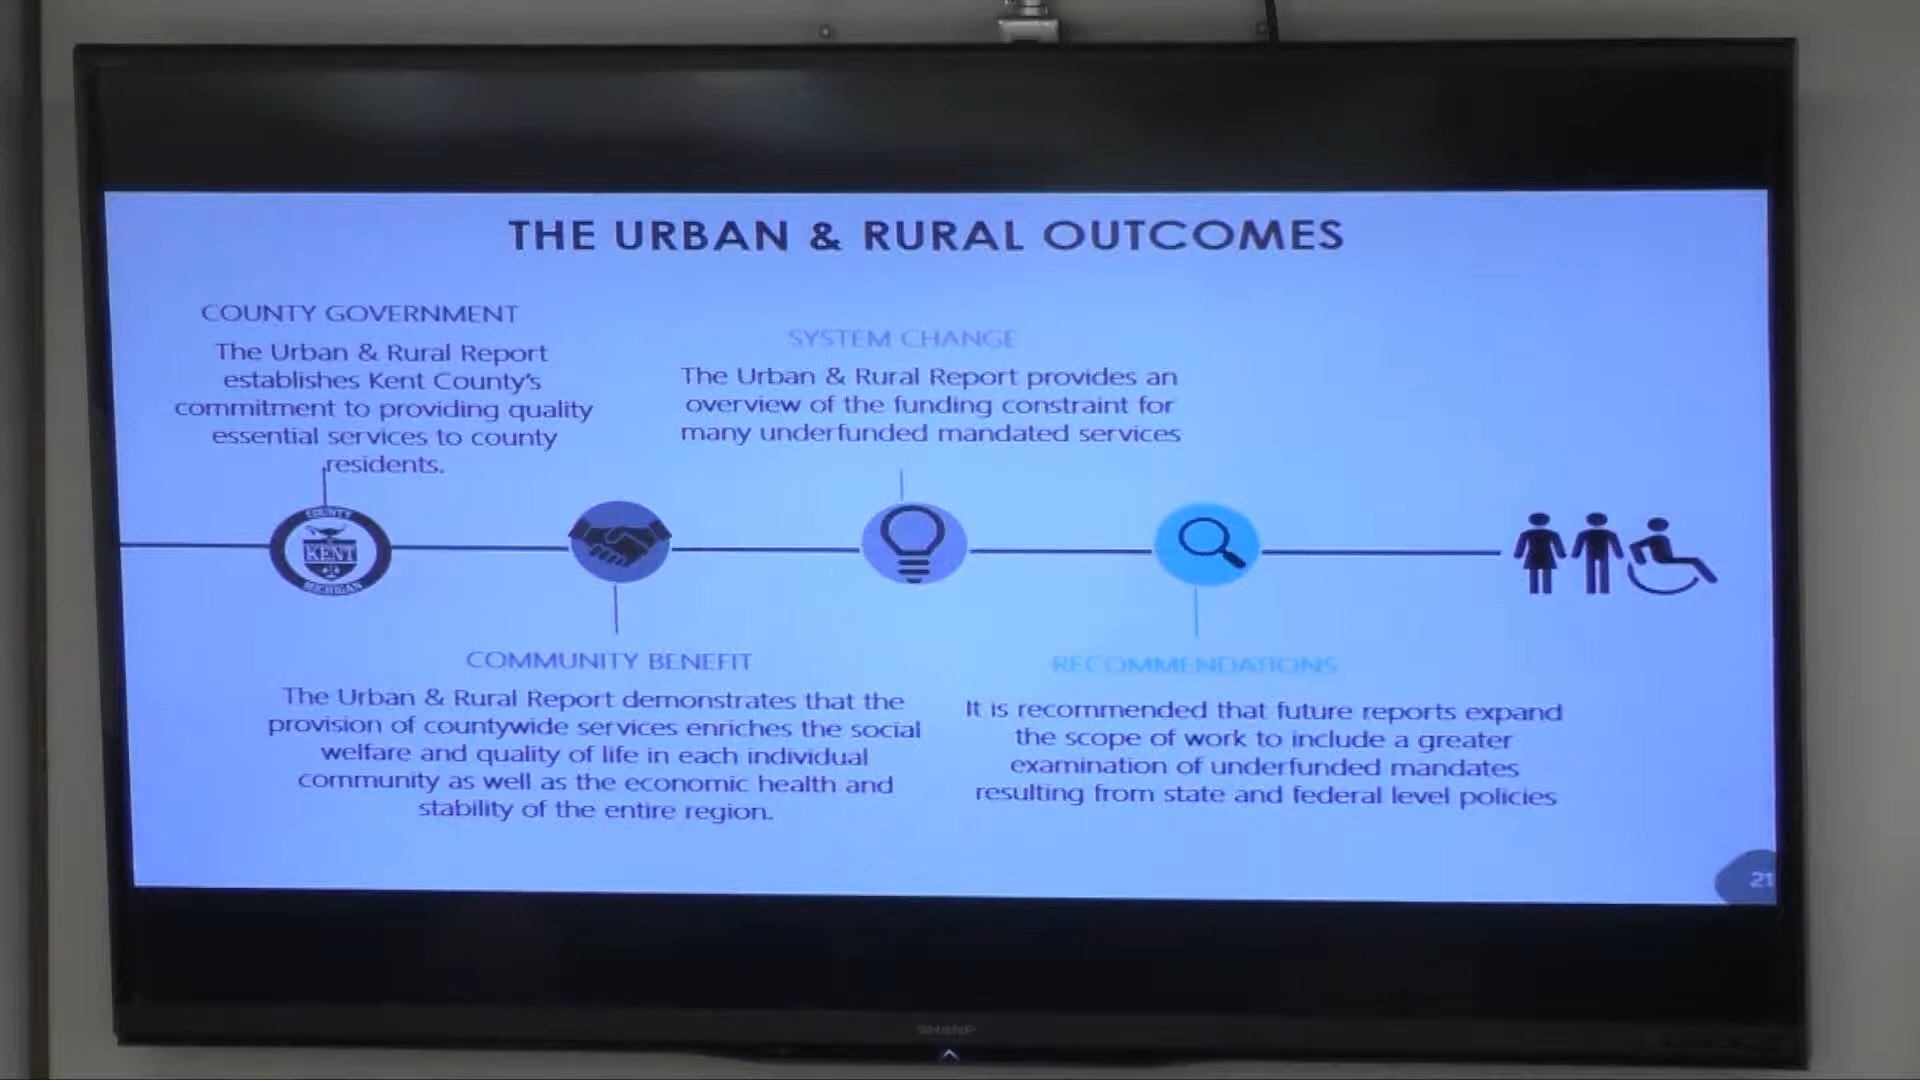 THE URBAN & RURAL OUTCOMES
COUNTY GOVERNMENT
The Urban & Rural Report
establishes Kent County's
commitment to providing quality
essential services to county
residents.
SYSTEM CHANGE
The Urban & Rural Report provides an
overview of the funding constraint for
many underfunded mandated services
COUNTY
KENT
MICHIGAN
COMMUNITY BENEFIT
The Urban & Rural Report demonstrates that the
provision of countywide services enriches the social
welfare and quality of life in each individual
community as well as the economic health and
stability of the entire region.
RECOMMENDATIONS
It is recommended that future reports expand
the scope of work to include a greater
examination of underfunded mandates
resulting from state and federal level policies
21
SHARP